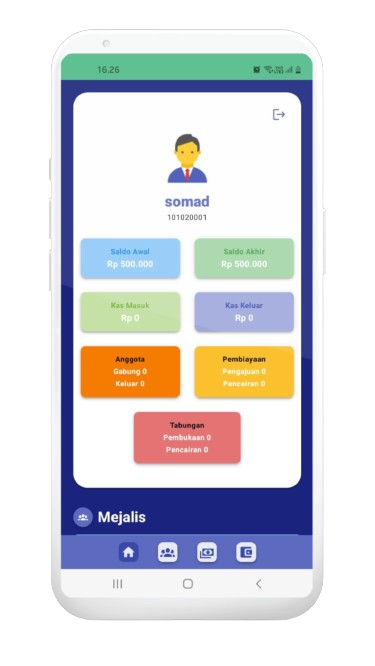 16.26
somad
101020001
Saldo Awal
Rp 500.000
Saldo Akhir
Rp 500.000
Kas Masuk
Rp 0
Kas Keluar
Rp 0
Anggota
Gabung 0
Keluar 0
Pembiayaan
Pengajuan 0
Pencairan 0
Tabungan
Pembukaan 0
Pencairan 0
Mejalis